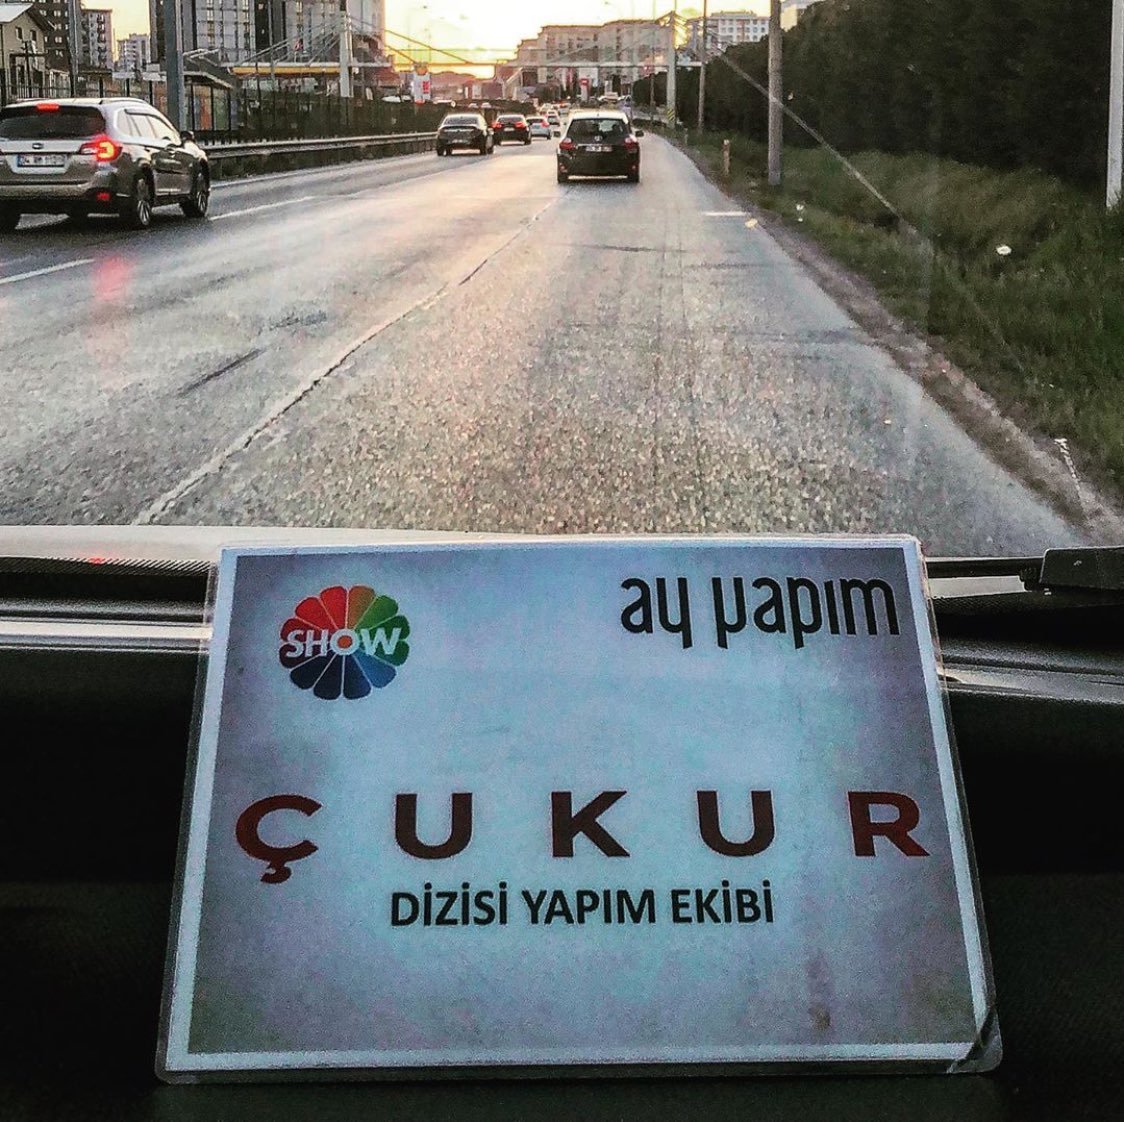 SHOW
ay yapım
ÇUKUR
DİZİSİ YAPIM EKİBİ